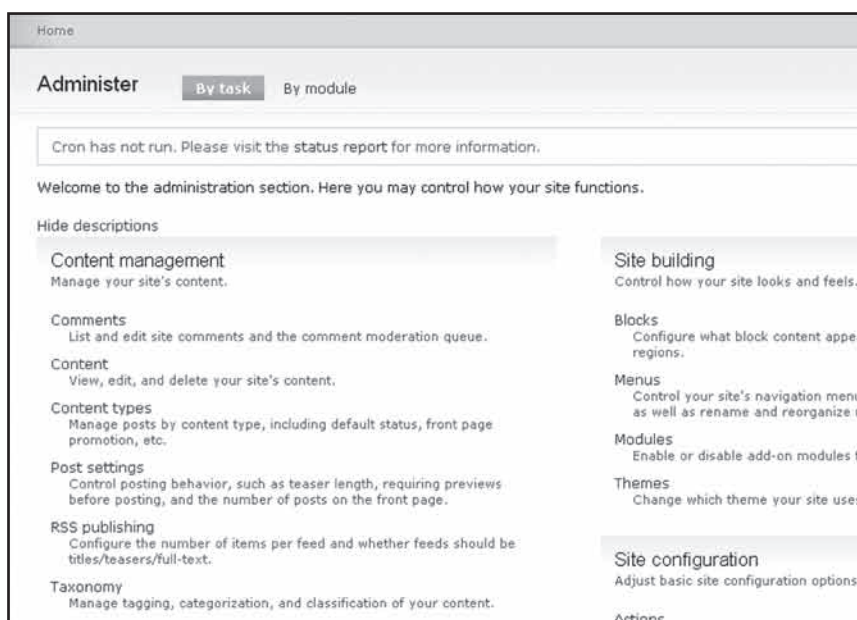 Home
Administer
By task
By module
Cron has not run. Please visit the status report for more information.
Welcome to the administration section. Here you may control how your site functions.
Hide descriptions
Content management
Manage your site's content.
Comments
List and edit site comments and the comment moderation queue.
Content
View, edit, and delete your site's content.
Content types
Manage posts by content type, including default status, front page
promotion, etc.
Post settings
Control posting behavior, such as teaser length, requiring previews
before posting, and the number of posts on the front page.
RSS publishing
Configure the number of items per feed and whether feeds should be
titles/teasers/full-text.
Taxonomy
Manage tagging, categorization, and classification of your content.
Site building
Control how your site looks and feels.
Blocks
Configure what block content appe
regions.
Menus
Control your site's navigation menu
as well as rename and reorganize
Modules
Enable or disable add-on modules
Themes
Change which theme your site uses
Site configuration
Adjust basic site configuration options
Actions